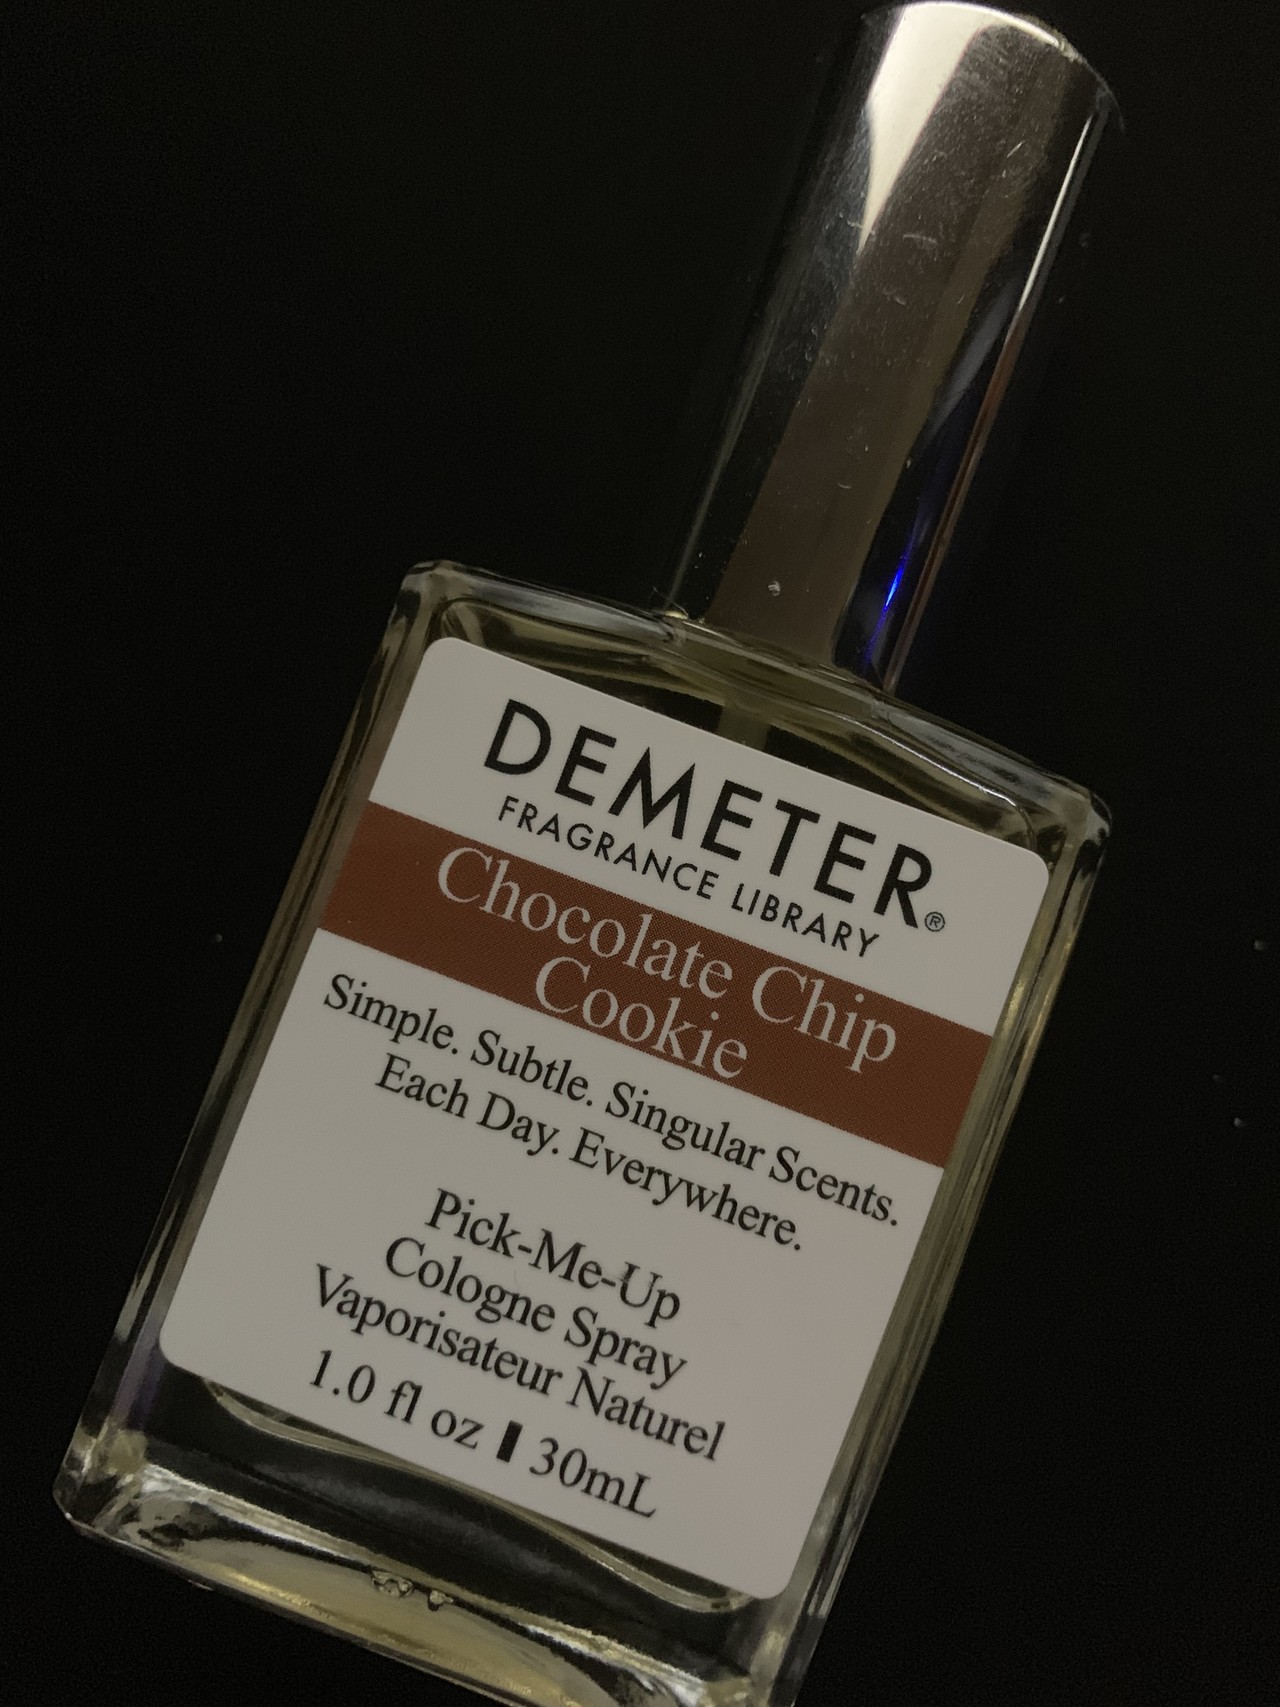 DEMETER®
FRAGRANCE LIBRARY
Chocolate Chip
Cookie
Simple. Subtle. Singular Scents.
Each Day. Everywhere.
Pick-Me-Up
Cologne Spray
Vaporisateur Naturel
1.0 fl oz ▮ 30mL